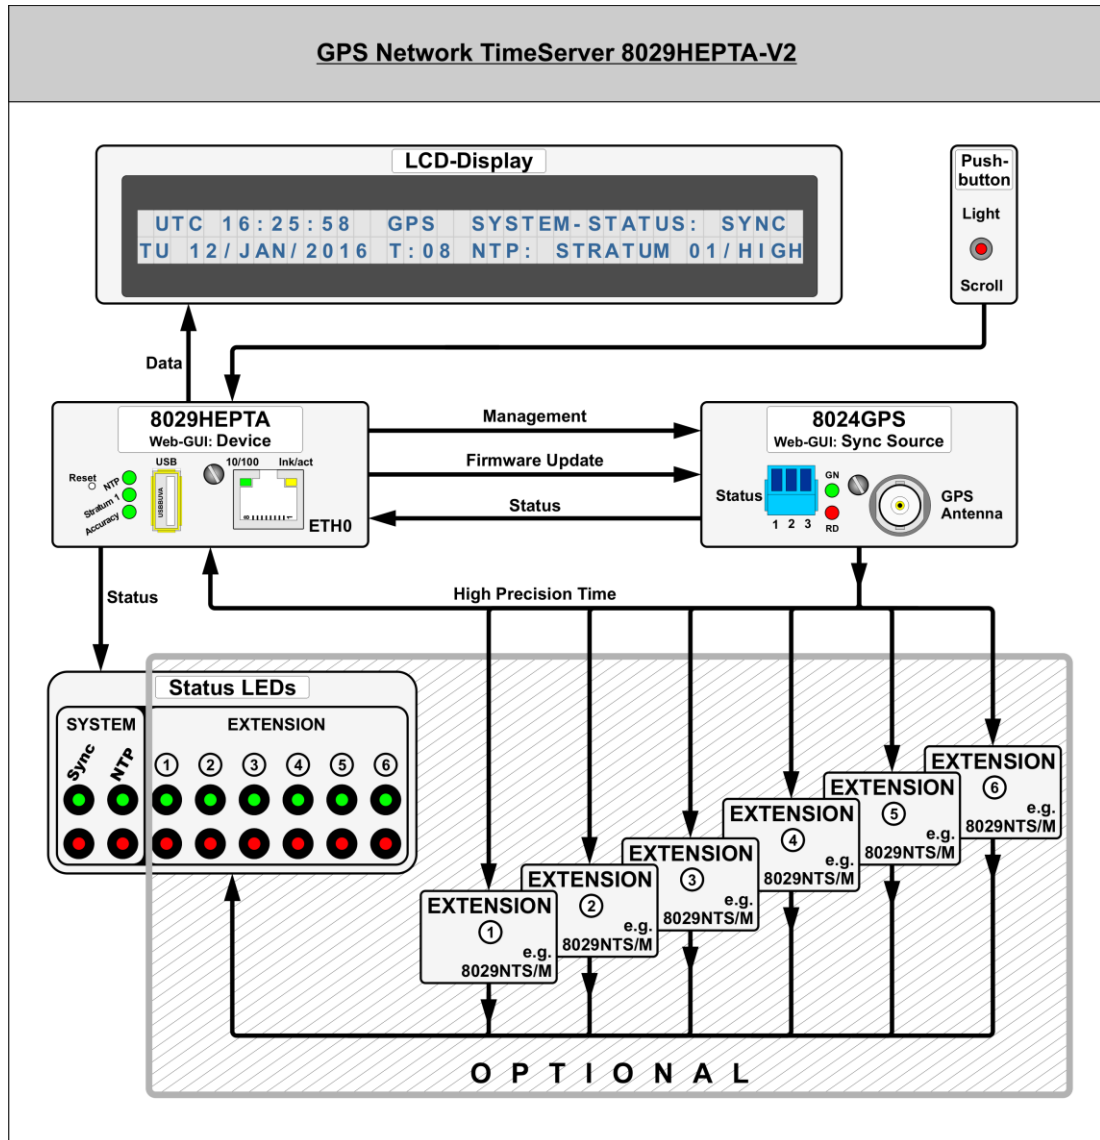 GPS Network TimeServer 8029HEPTA-V2
LCD-Display
UTC 16:25:58 GPS SYSTEM-STATUS: SYNC
TU 12/JAN/2016 T:08 NTP: STRATUM 01/HIGH
Push-
button
Light
Scroll
Data
8029HEPTA
Web-GUI: Device
Reset
NTP
Stratum 1
Accuracy
USB
USBBUVA
10/100
lnk/act
8
1
ETH0
Management
Firmware Update
Status
8024GPS
Web-GUI: Sync Source
Status
1 2 3
GN
RD
GPS
Antenna
High Precision Time
Status
Status LEDs
SYSTEM
EXTENSION
Sync
NTP
1 2 3 4 5 6
EXTENSION
6
e.g.
8029NTS/M
EXTENSION
5
e.g.
8029NTS/M
EXTENSION
4
e.g.
8029NTS/M
EXTENSION
3
e.g.
8029NTS/M
EXTENSION
2
e.g.
8029NTS/M
EXTENSION
1
e.g.
8029NTS/M
OPTIONAL